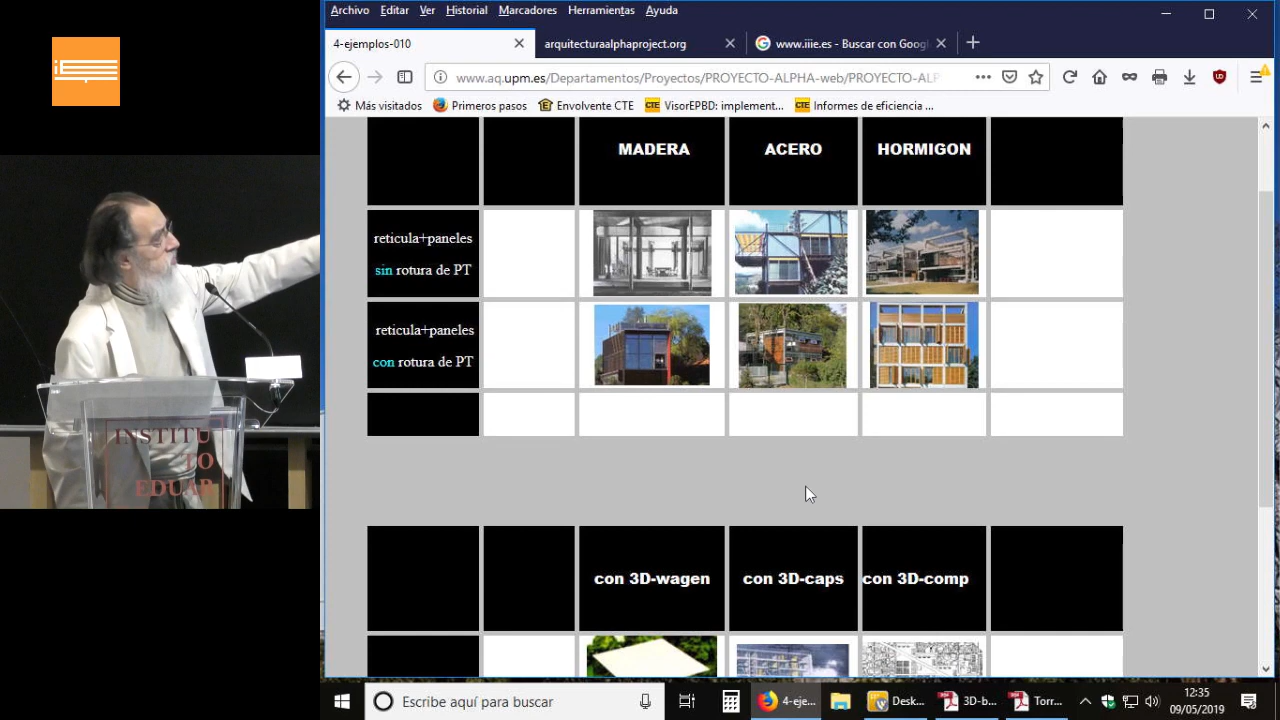 Archivo Editar Ver Historial Marcadores Herramientas Ayuda
4-ejemplos-010
arquitecturaalphaproject.org
www.iiie.es - Buscar con Goog
www.aq.upm.es/Departamentos/Proyectos/PROYECTO-ALPHA-web/PROYECTO-ALP
Más visitados Primeros pasos Envolvente CTE VisorEPBD: implement... Informes de eficiencia ...
MADERA ACERO HORMIGON
reticula+paneles
sin rotura de PT
reticula+paneles
con rotura de PT
con 3D-wagen con 3D-caps con 3D-comp
INSTITU
TO
EDUAR
Escribe aquí para buscar
4-eje... Desk... 3D-b... Torr...
12:35
09/05/2019